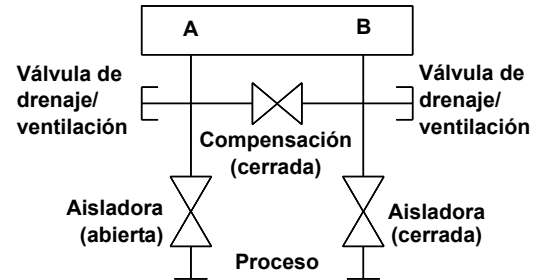 A
B
Válvula de
drenaje/
ventilación
Válvula de
drenaje/
ventilación
Compensación
(cerrada)
Aisladora
(abierta)
Aisladora
(cerrada)
Proceso